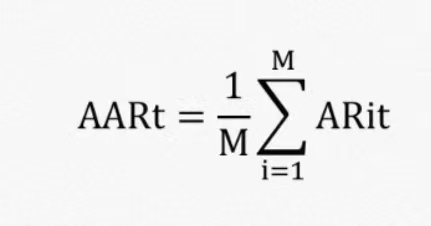 AARt = 1/M ∑_{i=1}^{M} ARit